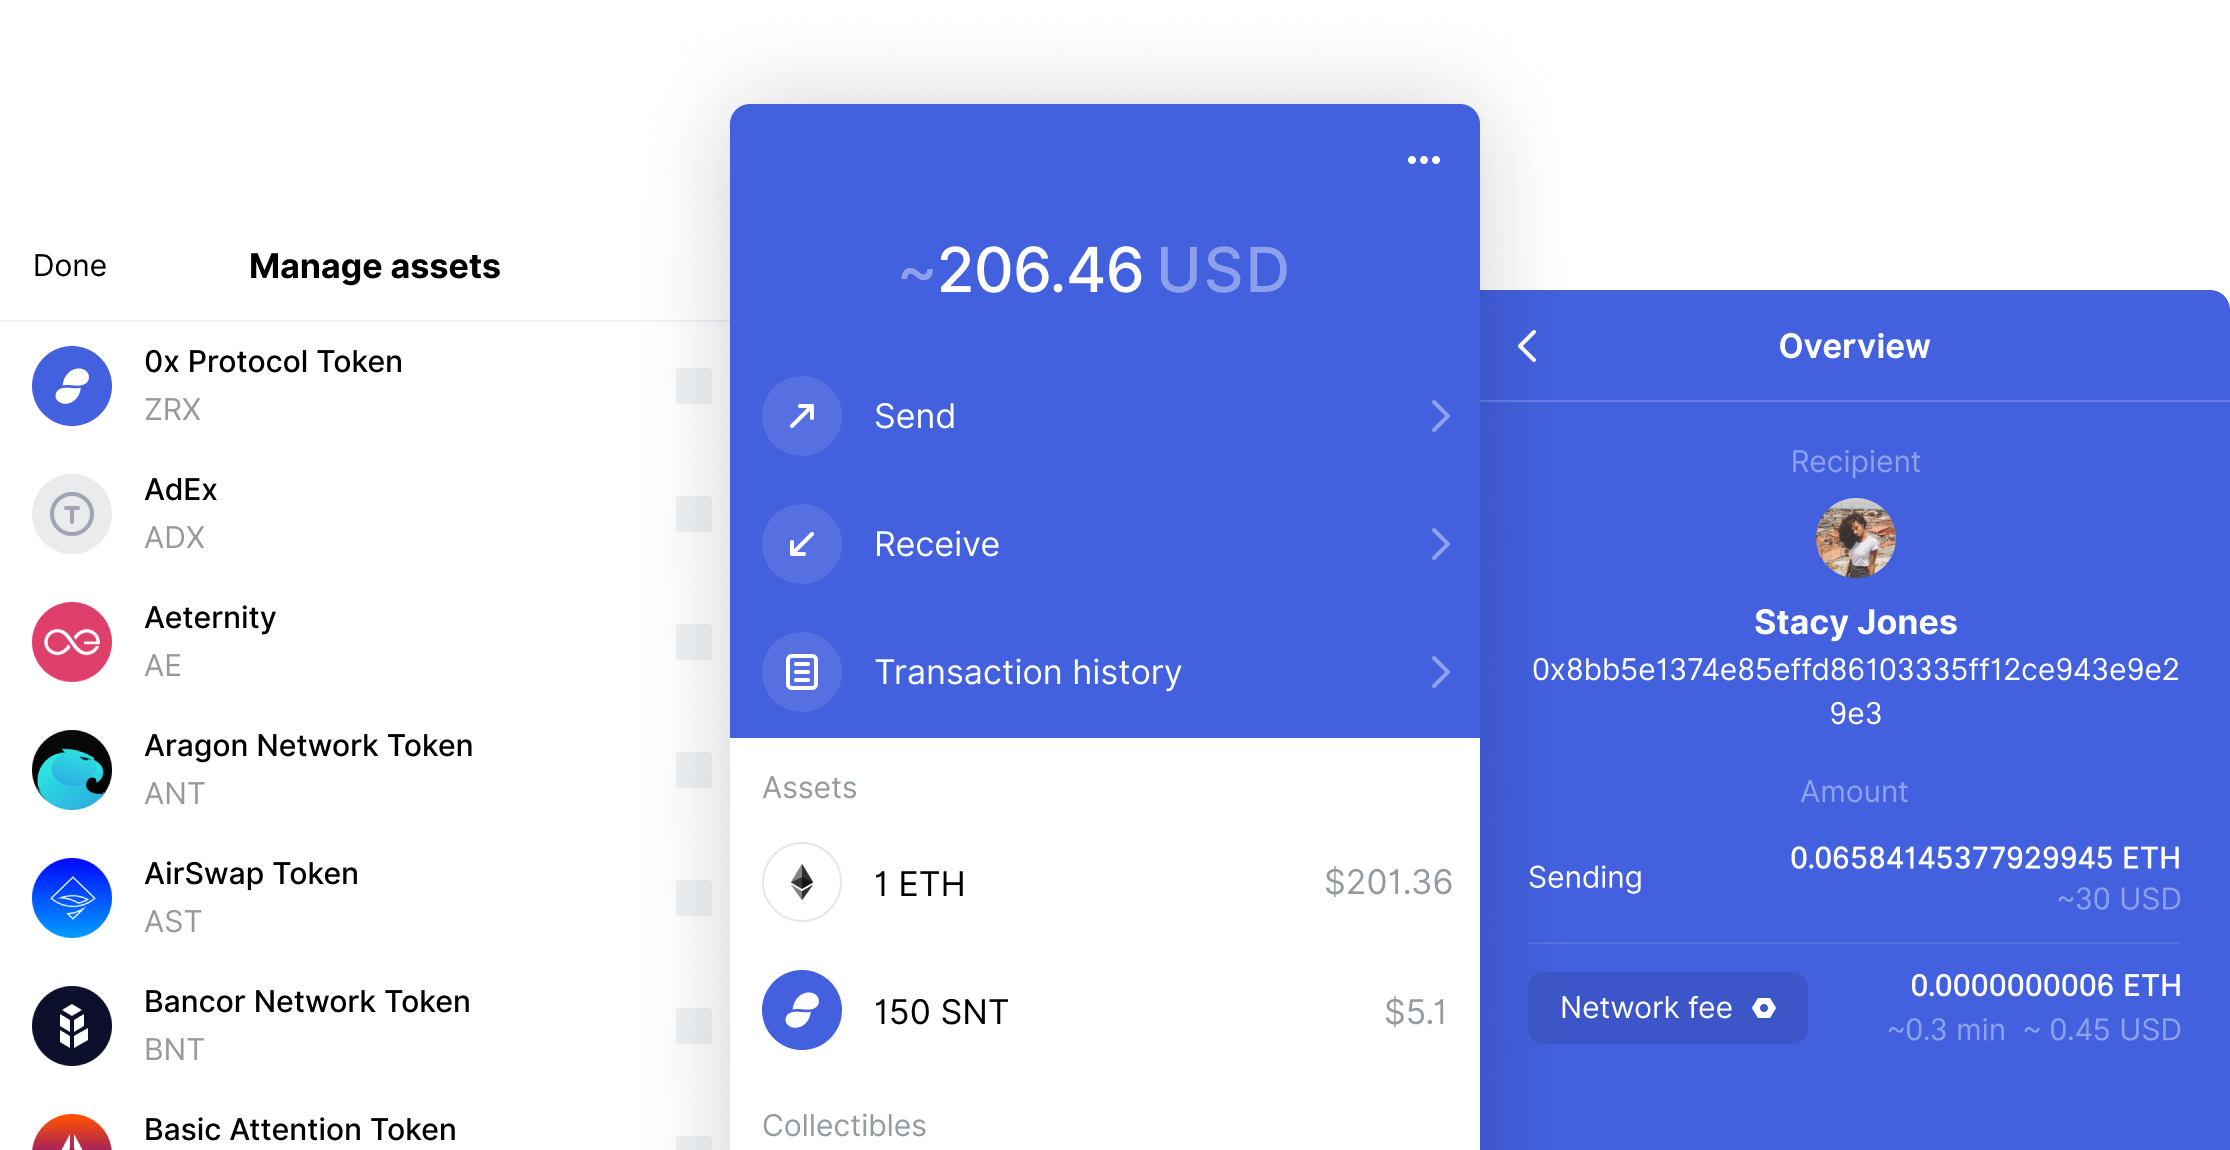 Done
Manage assets
0x Protocol Token
ZRX
AdEx
ADX
Aeternity
AE
Aragon Network Token
ANT
AirSwap Token
AST
Bancor Network Token
BNT
Basic Attention Token
~206.46 USD
Send
Receive
Transaction history
Assets
1 ETH
$201.36
150 SNT
$5.1
Collectibles
Overview
Recipient
Stacy Jones
0x8bb5e1374e85effd86103335ff12ce943e9e2
9e3
Amount
Sending
0.06584145377929945 ETH
~30 USD
Network fee
0.0000000006 ETH
~0.3 min ~ 0.45 USD